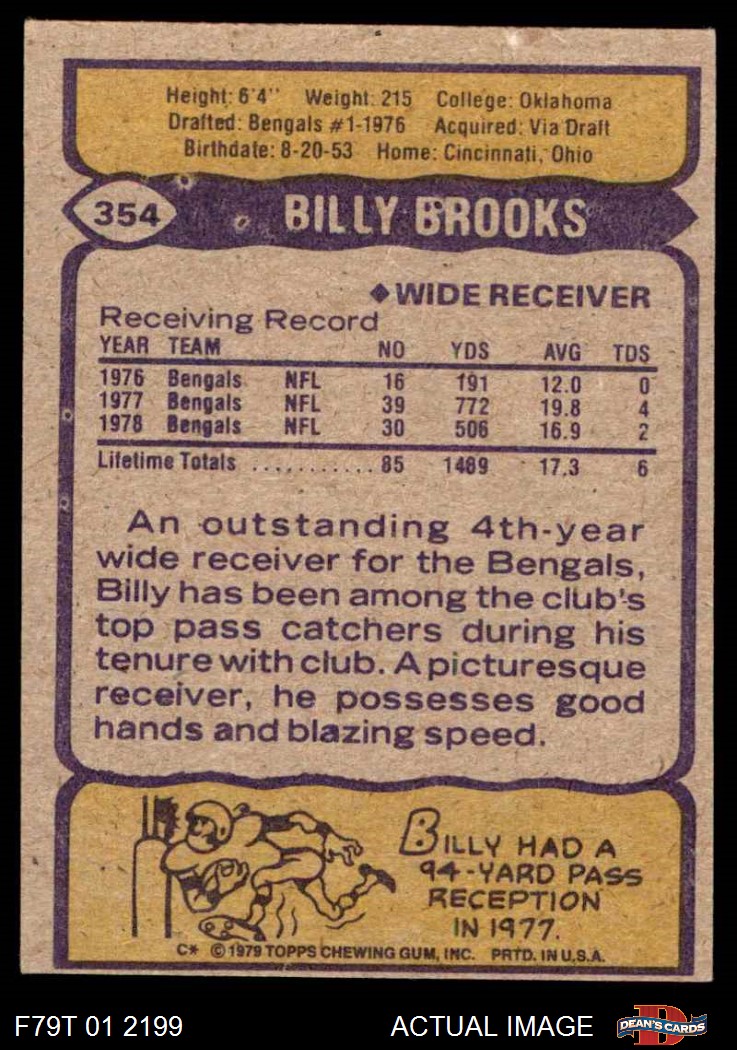 Height: 6'4" Weight: 215 College: Oklahoma
Drafted: Bengals #1-1976 Acquired: Via Draft
Birthdate: 8-20-53 Home: Cincinnati, Ohio
354 BILLY BROOKS
◆WIDE RECEIVER
Receiving Record
YEAR TEAM NO YDS AVG TDS
1976 Bengals NFL 16 191 12.0 0
1977 Bengals NFL 39 772 19.8 4
1978 Bengals NFL 30 506 16.9 2
Lifetime Totals ........... 85 1489 17.3 6
An outstanding 4th-year
wide receiver for the Bengals,
Billy has been among the club's
top pass catchers during his
tenure with club. A picturesque
receiver, he possesses good
hands and blazing speed.
BILLY HAD A
94-YARD PASS
RECEPTION
IN 1977.
C* © 1979 TOPPS CHEWING GUM, INC. PRTD. IN U.S.A.
F79T 01 2199 ACTUAL IMAGE D DEAN'S CARDS